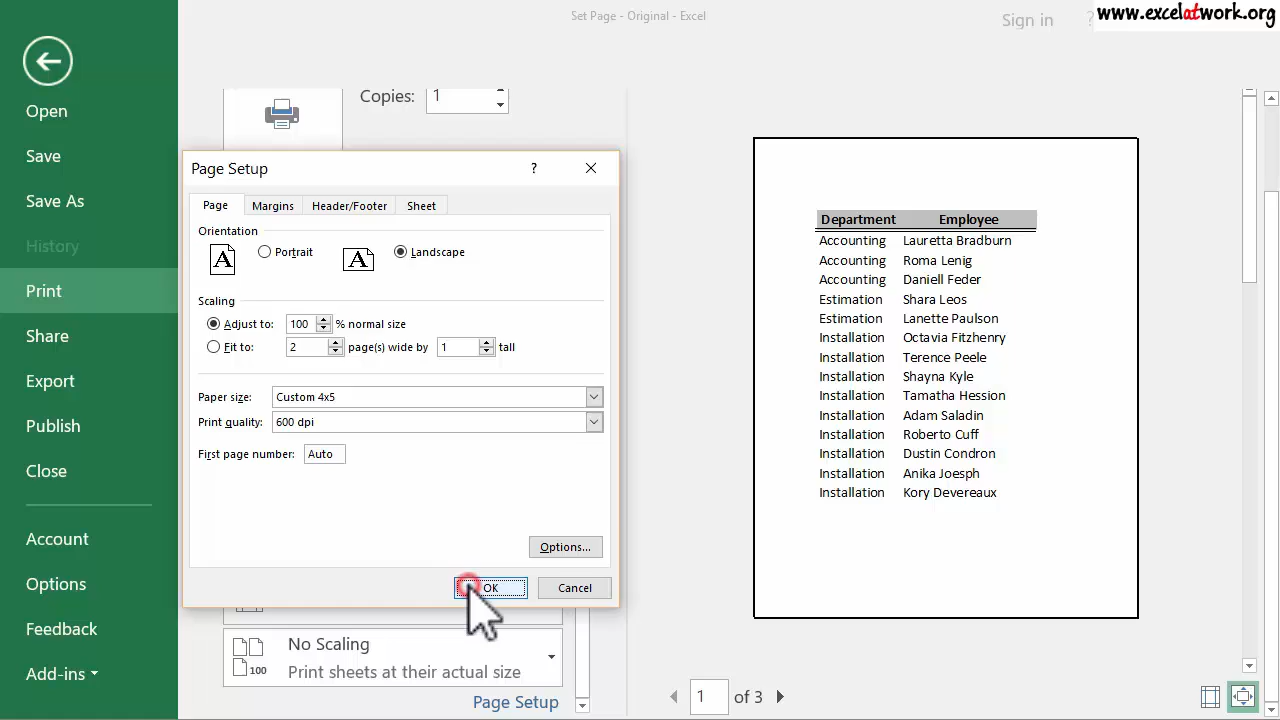 Set Page - Original - Excel
Sign in
?
www.excelatwork.org
Open
Save
Save As
History
Print
Share
Export
Publish
Close
Account
Options
Feedback
Add-ins
Copies: 1
Page Setup
?
Page
Margins
Header/Footer
Sheet
Orientation
A Portrait
A Landscape
Scaling
Adjust to: 100 % normal size
Fit to: 2 page(s) wide by 1 tall
Paper size: Custom 4x5
Print quality: 600 dpi
First page number: Auto
Options...
OK
Cancel
No Scaling
100 Print sheets at their actual size
Page Setup
Department Employee
Accounting Lauretta Bradburn
Accounting Roma Lenig
Accounting Daniell Feder
Estimation Shara Leos
Estimation Lanette Paulson
Installation Octavia Fitzhenry
Installation Terence Peele
Installation Shayna Kyle
Installation Tamatha Hession
Installation Adam Saladin
Installation Roberto Cuff
Installation Dustin Condron
Installation Anika Joesph
Installation Kory Devereaux
1 of 3